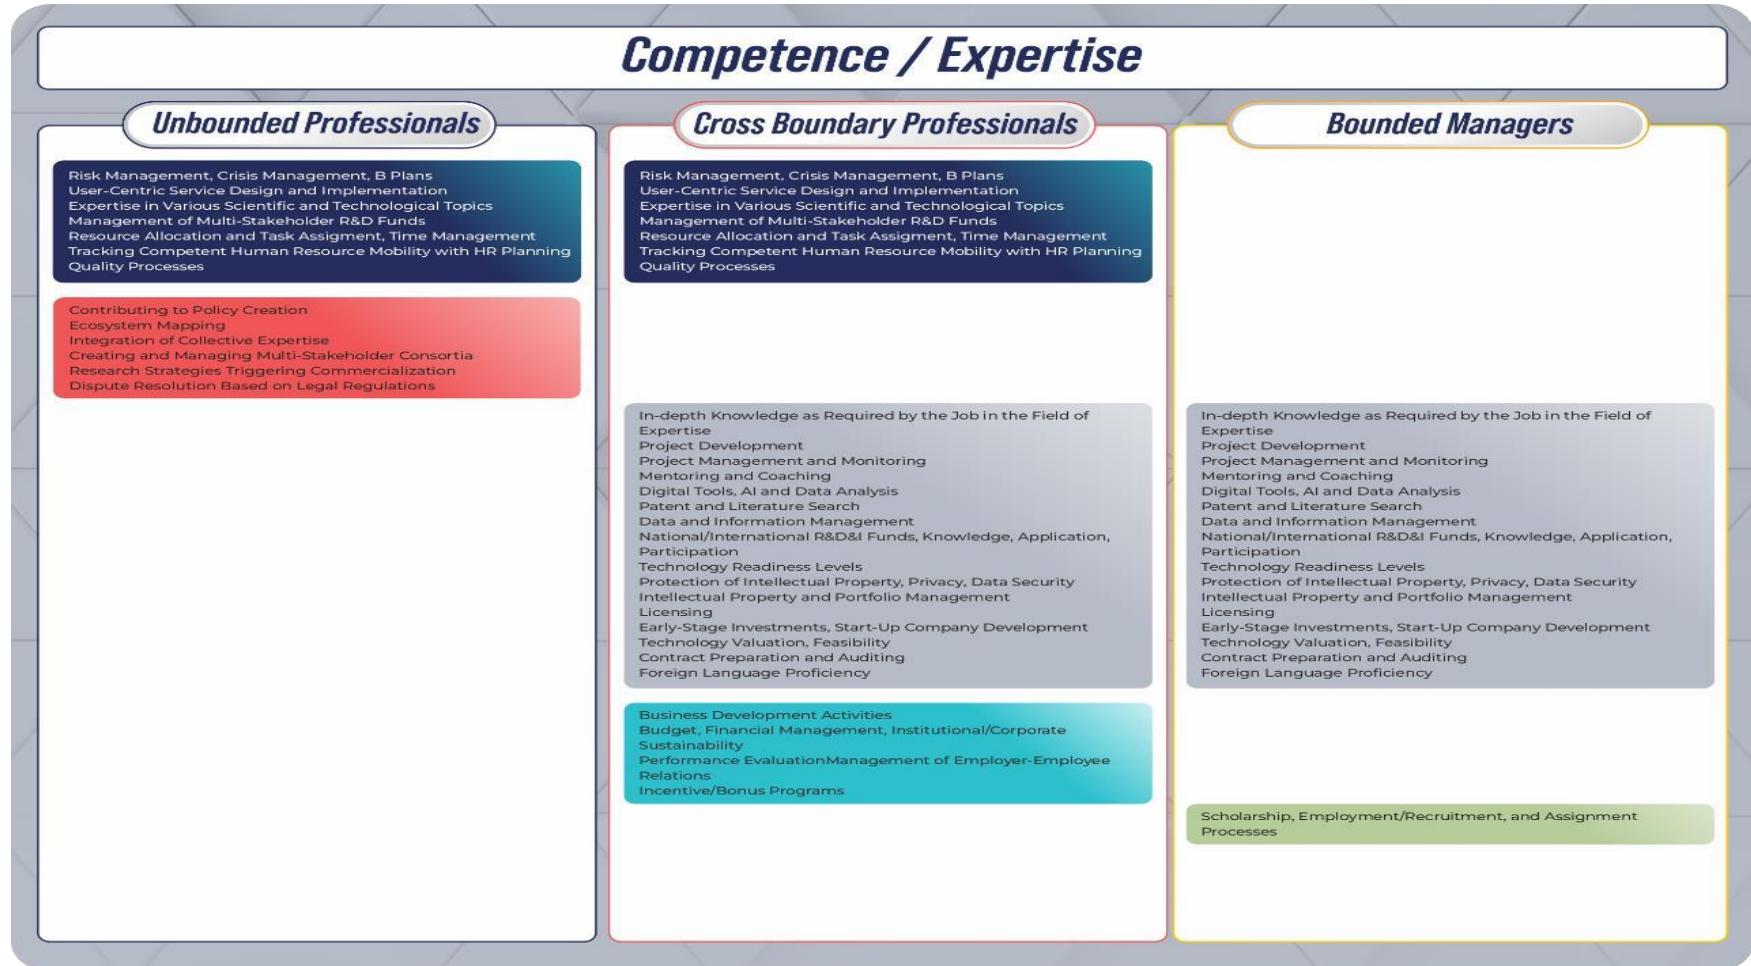 Competence / Expertise
Unbounded Professionals
Risk Management, Crisis Management, B Plans
User-Centric Service Design and Implementation
Expertise in Various Scientific and Technological Topics
Management of Multi-Stakeholder R&D Funds
Resource Allocation and Task Assigment, Time Management
Tracking Competent Human Resource Mobility with HR Planning
Quality Processes
Contributing to Policy Creation
Ecosystem Mapping
Integration of Collective Expertise
Creating and Managing Multi-Stakeholder Consortia
Research Strategies Triggering Commercialization
Dispute Resolution Based on Legal Regulations
Cross Boundary Professionals
Risk Management, Crisis Management, B Plans
User-Centric Service Design and Implementation
Expertise in Various Scientific and Technological Topics
Management of Multi-Stakeholder R&D Funds
Resource Allocation and Task Assigment, Time Management
Tracking Competent Human Resource Mobility with HR Planning
Quality Processes
In-depth Knowledge as Required by the Job in the Field of
Expertise
Project Development
Project Management and Monitoring
Mentoring and Coaching
Digital Tools, AI and Data Analysis
Patent and Literature Search
Data and Information Management
National/International R&D&I Funds, Knowledge, Application,
Participation
Technology Readiness Levels
Protection of Intellectual Property, Privacy, Data Security
Intellectual Property and Portfolio Management
Licensing
Early-Stage Investments, Start-Up Company Development
Technology Valuation, Feasibility
Contract Preparation and Auditing
Foreign Language Proficiency
Business Development Activities
Budget, Financial Management, Institutional/Corporate
Sustainability
Performance EvaluationManagement of Employer-Employee
Relations
Incentive/Bonus Programs
Bounded Managers
In-depth Knowledge as Required by the Job in the Field of
Expertise
Project Development
Project Management and Monitoring
Mentoring and Coaching
Digital Tools, AI and Data Analysis
Patent and Literature Search
Data and Information Management
National/International R&D&I Funds, Knowledge, Application,
Participation
Technology Readiness Levels
Protection of Intellectual Property, Privacy, Data Security
Intellectual Property and Portfolio Management
Licensing
Early-Stage Investments, Start-Up Company Development
Technology Valuation, Feasibility
Contract Preparation and Auditing
Foreign Language Proficiency
Scholarship, Employment/Recruitment, and Assignment
Processes